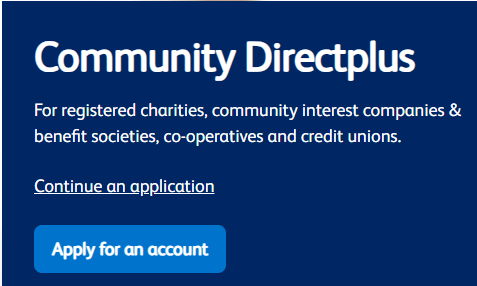 Community Directplus
For registered charities, community interest companies &
benefit societies, co-operatives and credit unions.
Continue an application
Apply for an account